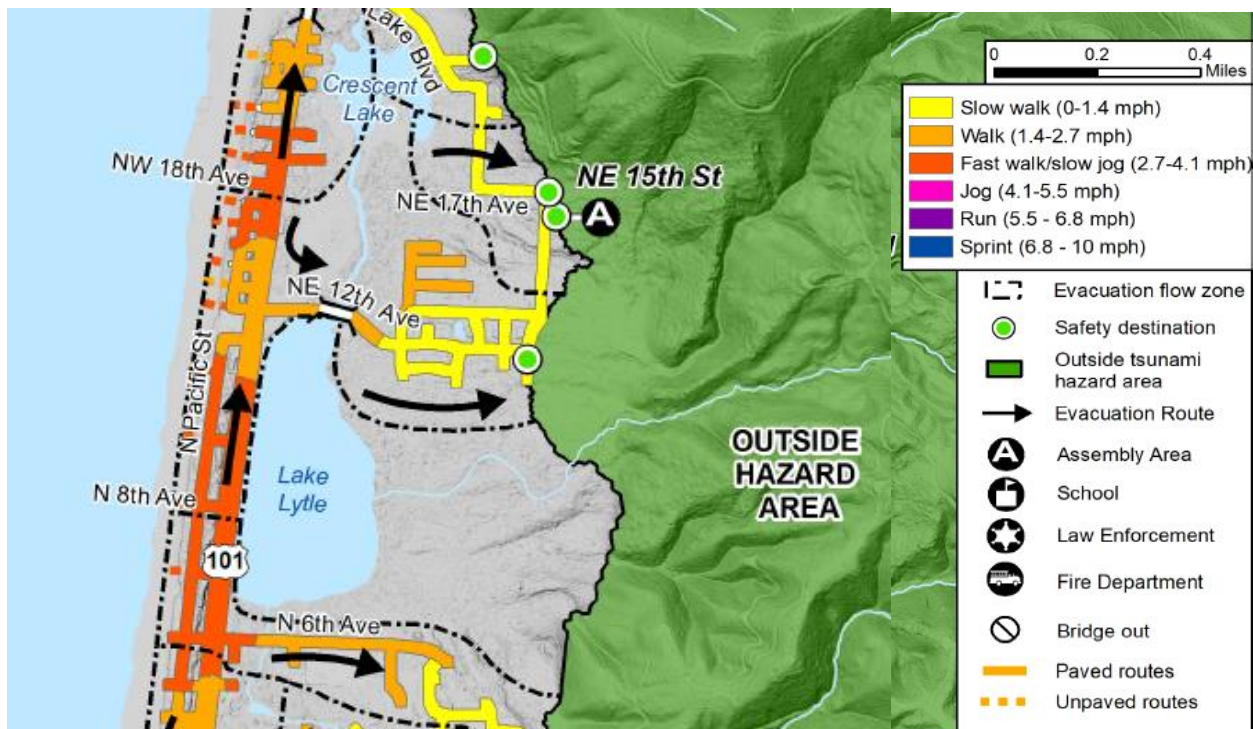 Lake Blvd
Crescent
Lake
NW 18th Ave
NE 15th St
NE 17th Ave
A
NE 12th Ave
N Pacific St
Lake
Lytle
N 8th Ave
101
N 6th Ave
OUTSIDE
HAZARD
AREA
0 0.2 0.4
Miles
Slow walk (0-1.4 mph)
Walk (1.4-2.7 mph)
Fast walk/slow jog (2.7-4.1 mph)
Jog (4.1-5.5 mph)
Run (5.5 - 6.8 mph)
Sprint (6.8 - 10 mph)
Evacuation flow zone
Safety destination
Outside tsunami
hazard area
Evacuation Route
A Assembly Area
School
Law Enforcement
Fire Department
Bridge out
Paved routes
Unpaved routes